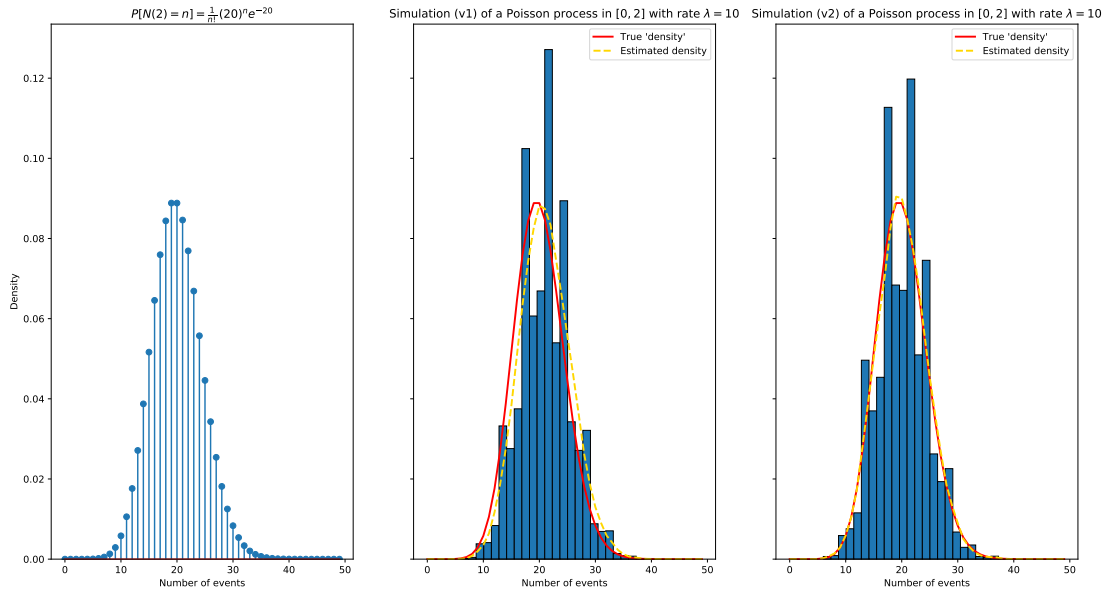 P[N(2) = n] = \frac{1}{n!}(20)^n e^{-20}
Density
0.12
0.10
0.08
0.06
0.04
0.02
0.00
0 10 20 30 40 50
Number of events
Simulation (v1) of a Poisson process in [0, 2] with rate λ = 10
True 'density'
Estimated density
0 10 20 30 40 50
Number of events
Simulation (v2) of a Poisson process in [0, 2] with rate λ = 10
True 'density'
Estimated density
0 10 20 30 40 50
Number of events